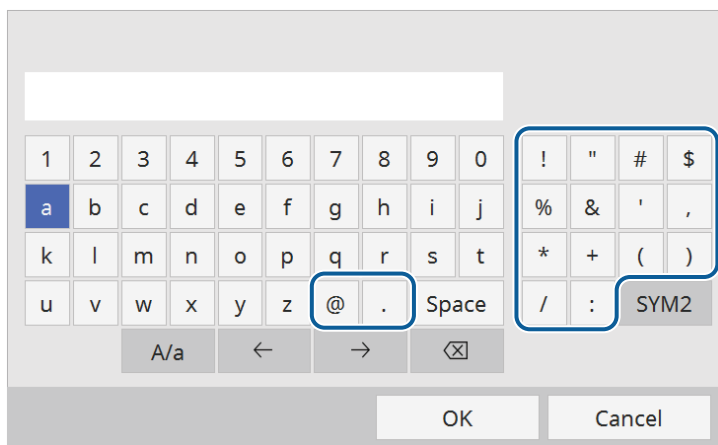 1 2 3 4 5 6 7 8 9 0 ! " # $
a b c d e f g h i j % & ' ,
k l m n o p q r s t * + ( )
u v w x y z @ . Space / : SYM2
A/a ← → ⌫
OK Cancel